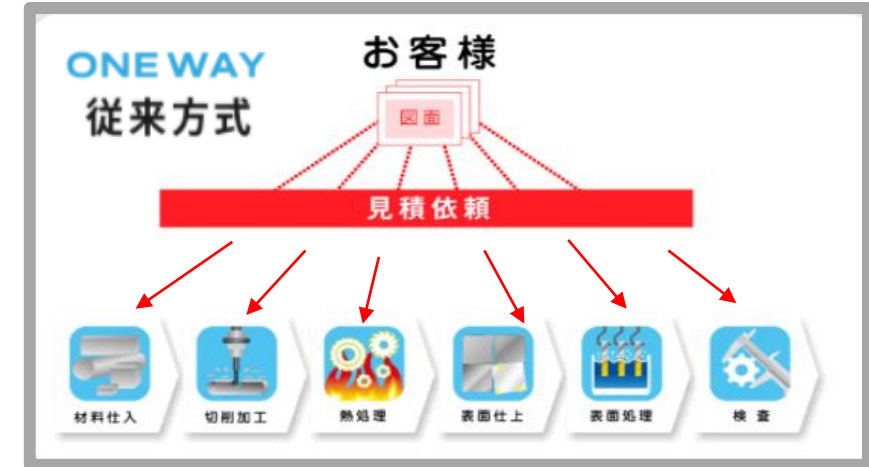 ONE WAY
従来方式
お客様
図面
見積依頼
材料仕入
切削加工
熱処理
表面仕上
表面処理
検査